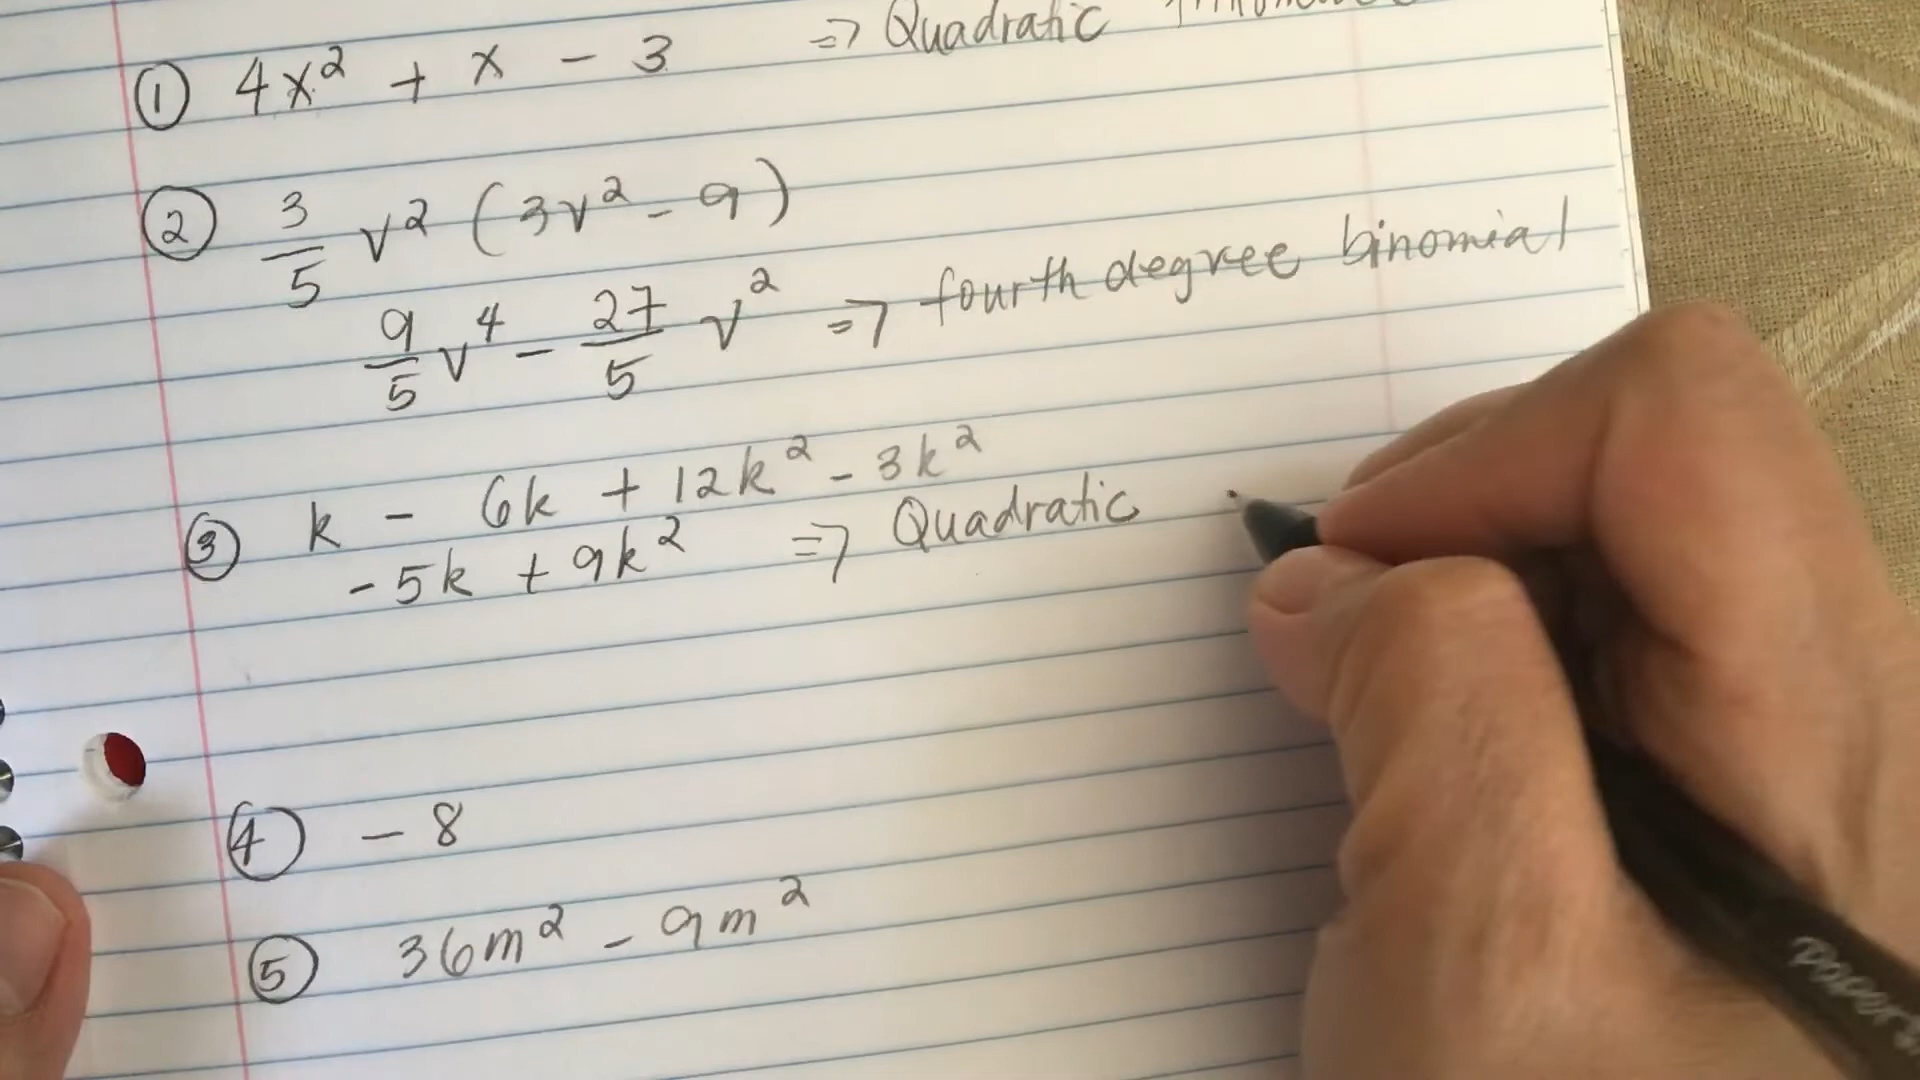 ① 4x² + x - 3 ⇒ Quadratic
② 3/5 v² (3v² - 9)
9/5 v⁴ - 27/5 v² ⇒ fourth degree binomial
③ k - 6k + 12k² - 3k²
-5k + 9k² ⇒ Quadratic
④ - 8
⑤ 36m² - 9m²